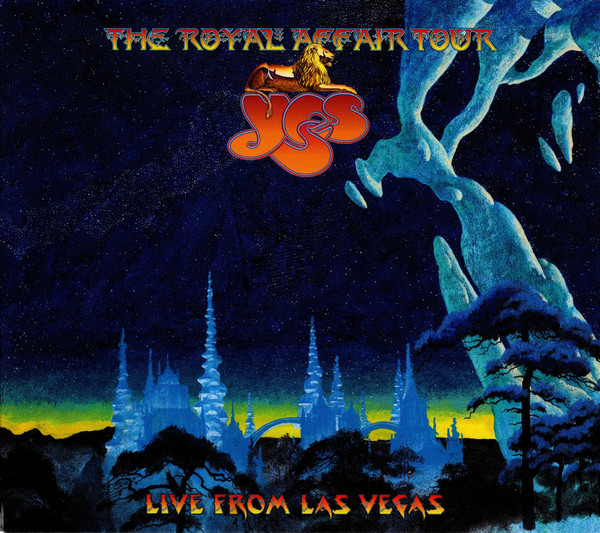 THE ROYAL AFFAIR TOUR
yes
LIVE FROM LAS VEGAS